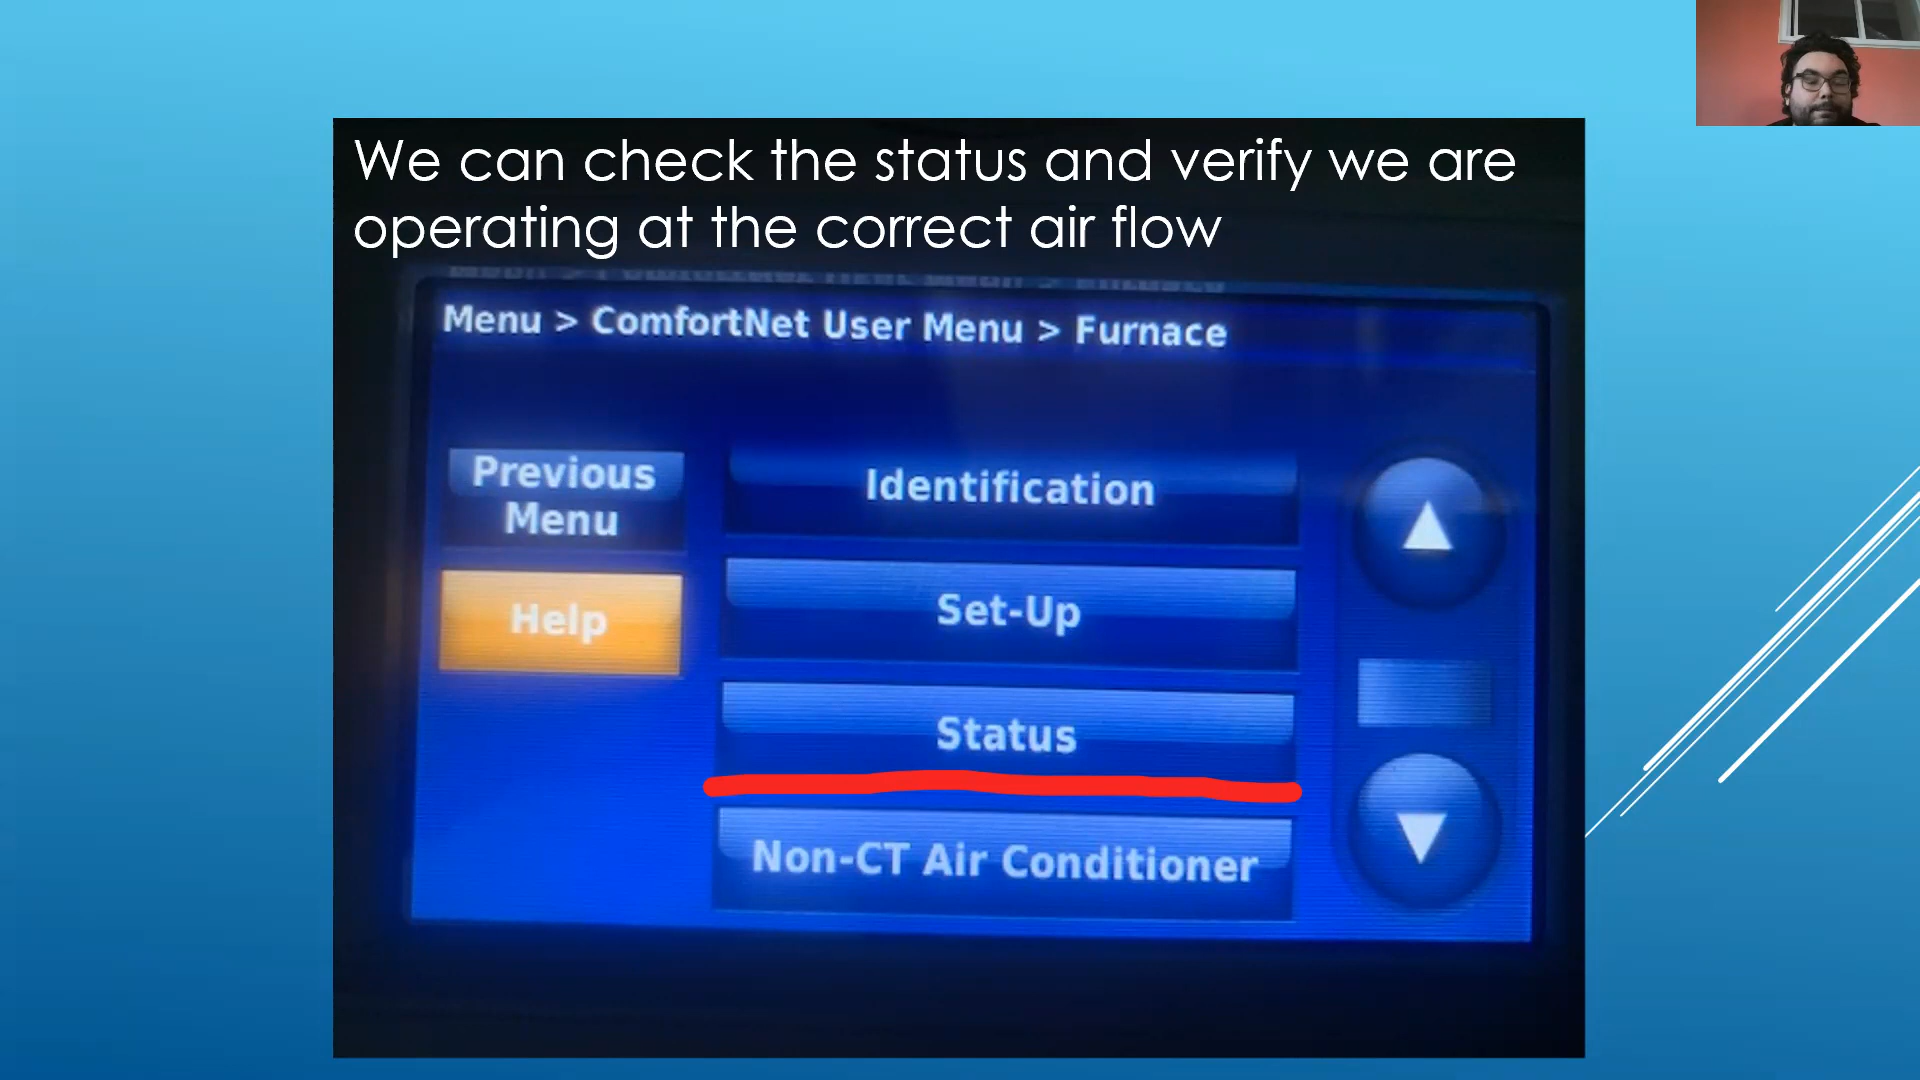 We can check the status and verify we are
operating at the correct air flow
Menu > ComfortNet User Menu > Furnace
Previous
Menu
Identification
Help
Set-Up
Status
Non-CT Air Conditioner